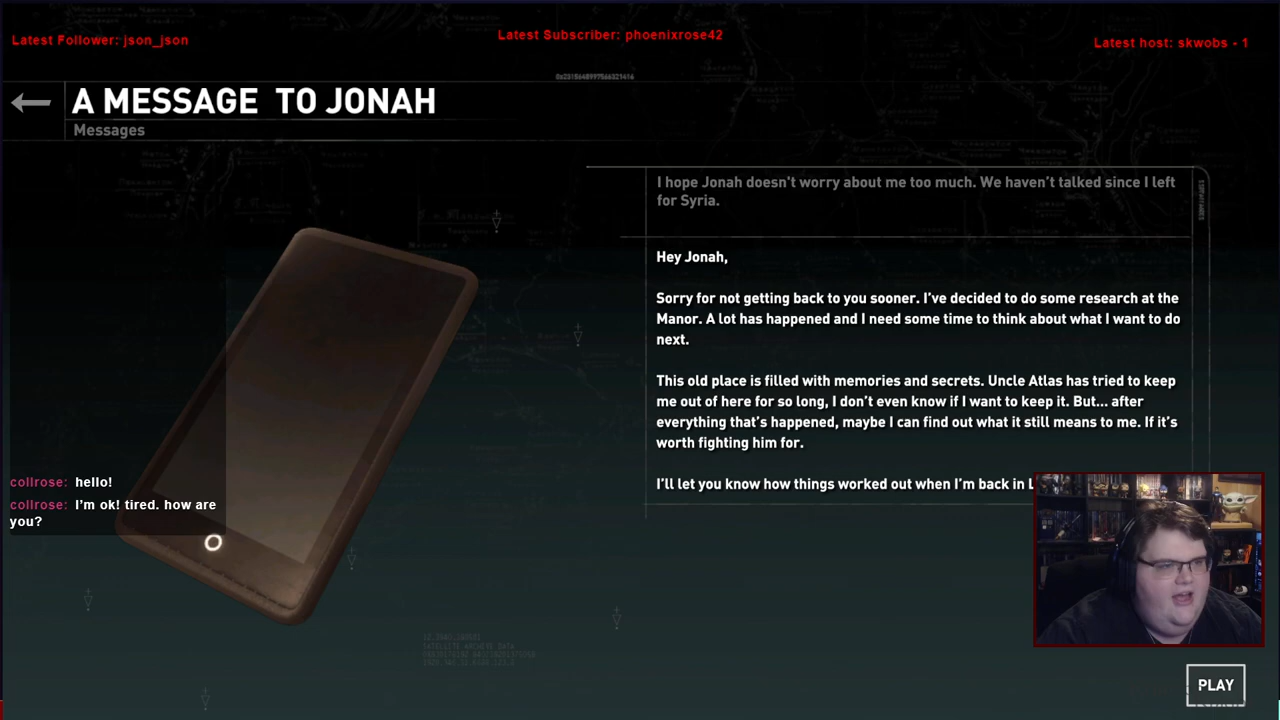 Latest Follower: json_json
Latest Subscriber: phoenixrose42
Latest host: skwobs - 1
A MESSAGE TO JONAH
Messages
I hope Jonah doesn't worry about me too much. We haven't talked since I left
for Syria.
Hey Jonah,
Sorry for not getting back to you sooner. I've decided to do some research at the
Manor. A lot has happened and I need some time to think about what I want to do
next.
This old place is filled with memories and secrets. Uncle Atlas has tried to keep
me out of here for so long, I don't even know if I want to keep it. But... after
everything that's happened, maybe I can find out what it still means to me. If it's
worth fighting him for.
I'll let you know how things worked out when I'm back in L
collrose: hello!
collrose: I'm ok! tired. how are
you?
PLAY